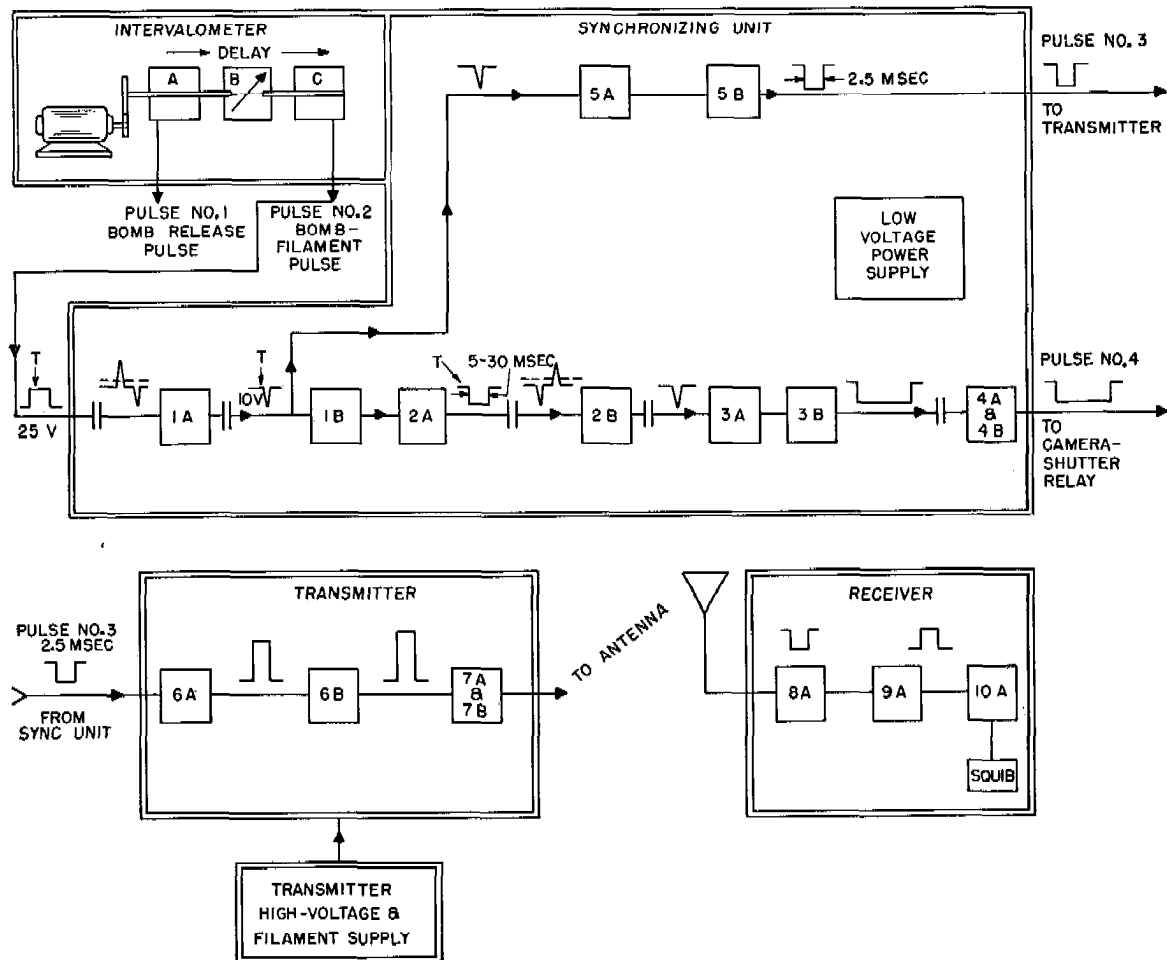 INTERVALOMETER
DELAY
A
B
C
PULSE NO.1
BOMB RELEASE
PULSE
PULSE NO.2
BOMB-
FILAMENT
PULSE
SYNCHRONIZING UNIT
5A
5B
2.5 MSEC
PULSE NO.3
TO
TRANSMITTER
LOW
VOLTAGE
POWER
SUPPLY
T
25 V
1A
T
10V
1B
2A
T
5-30 MSEC
2B
3A
3B
4A
&
4B
PULSE NO.4
TO
CAMERA-
SHUTTER
RELAY
TRANSMITTER
PULSE NO.3
2.5 MSEC
FROM
SYNC UNIT
6A
6B
7A
&
7B
TO ANTENNA
TRANSMITTER
HIGH-VOLTAGE &
FILAMENT SUPPLY
RECEIVER
8A
9A
10A
SQUIB